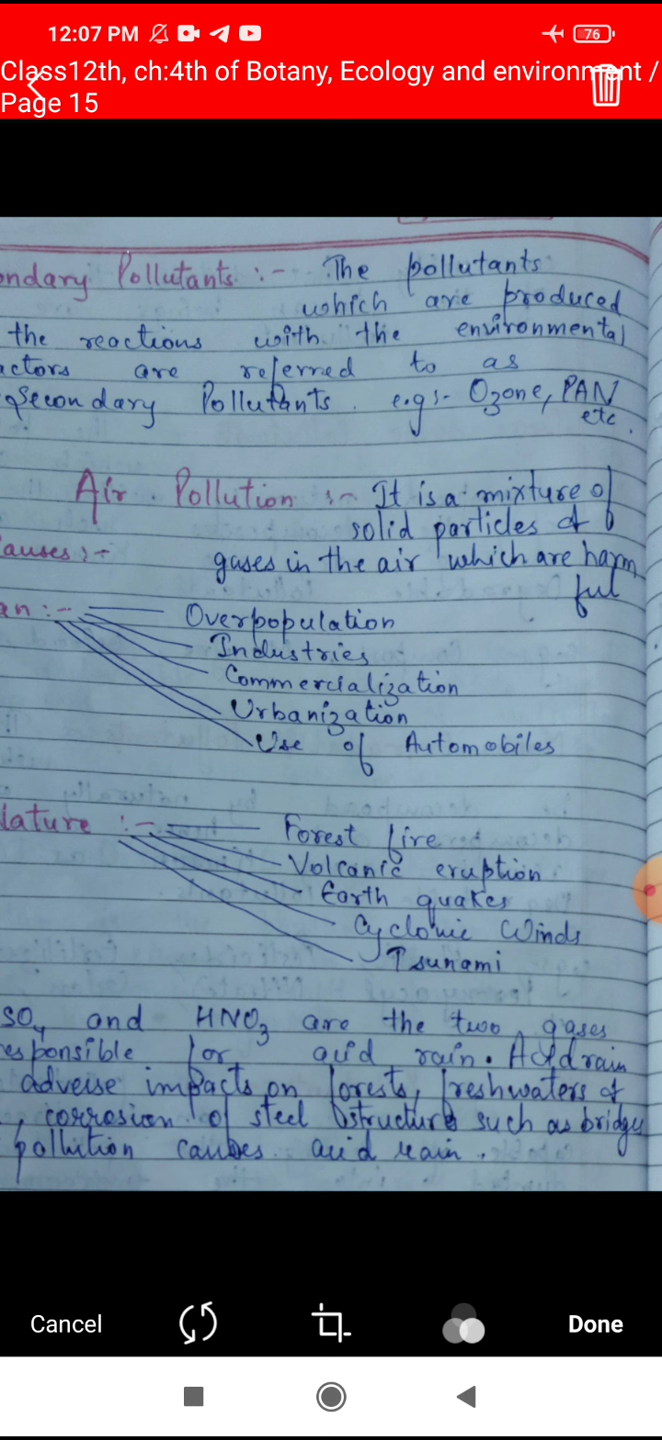 12:07 PM
76
Class12th, ch:4th of Botany, Ecology and environment /
Page 15
ondary Pollutants :- The pollutants
which are produced
the reactions with the environmental
actors are referred to as
Secondary Pollutants. e.g:- Ozone, PAN
etc.
Air Pollution :- It is a mixture of
solid particles &
auses :- gases in the air which are harm
ful
an :- Overpopulation
Industries
Commercialization
Urbanization
Use of Automobiles
Nature :- Forest fire
Volcanic eruption
Earth quakes
Cyclonic Winds
Tsunami
SO4 and HNO3 are the two gases
esponsible for acid rain. Acid rain
adverse impacts on forests, freshwaters &
, corrosion of steel structure such as bridge
pollution causes acid rain.
Cancel
Done